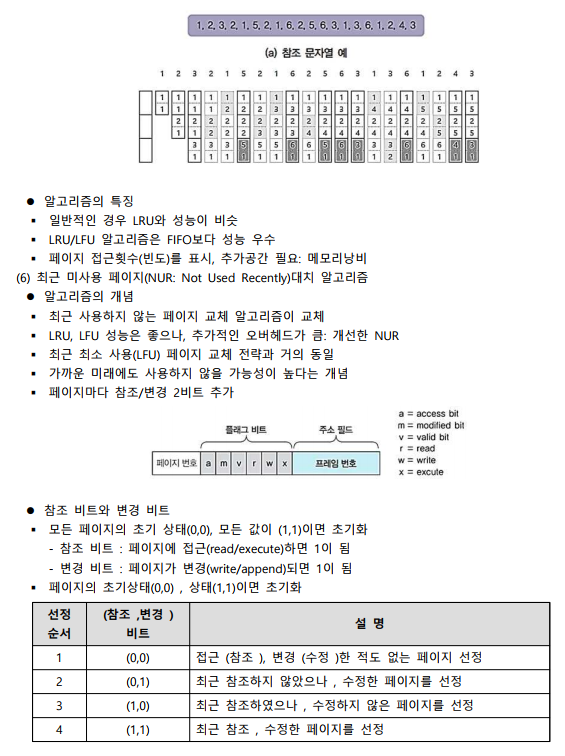 1, 2, 3, 2, 1, 5, 2, 1, 6, 2, 5, 6, 3, 1, 3, 6, 1, 2, 4, 3
(a) 참조 문자열 예
1 2 3 2 1 5 2 1 6 2 5 6 3 1 3 6 1 2 4 3
1 1 1 1 1 1 1 1 1 1 1 1 1 1 1 1 1 1 1 1
1 1 1 1 2 2 2 3 3 3 3 3 3 4 4 4 5 5 5 5
2 2 2 2 2 2 2 2 2 2 2 2 2 2 2 2 2 2 2
1 1 2 2 2 3 3 3 4 4 4 4 4 4 4 4 5 5 5
3 3 3 5 5 5 6 6 5 6 3 3 3 6 6 6 4 3
1 1 1 1 1 1 1 1 1 1 1 1 2 1 1 1 1 1
● 알고리즘의 특징
▪ 일반적인 경우 LRU와 성능이 비슷
▪ LRU/LFU 알고리즘은 FIFO보다 성능 우수
▪ 페이지 접근횟수(빈도)를 표시, 추가공간 필요: 메모리낭비
(6) 최근 미사용 페이지(NUR: Not Used Recently)대치 알고리즘
● 알고리즘의 개념
▪ 최근 사용하지 않는 페이지 교체 알고리즘이 교체
▪ LRU, LFU 성능은 좋으나, 추가적인 오버헤드가 큼: 개선한 NUR
▪ 최근 최소 사용(LFU) 페이지 교체 전략과 거의 동일
▪ 가까운 미래에도 사용하지 않을 가능성이 높다는 개념
▪ 페이지마다 참조/변경 2비트 추가
플래그 비트 주소 필드
페이지 번호 a m v r w x 프레임 번호
a = access bit
m = modified bit
v = valid bit
r = read
w = write
x = excute
● 참조 비트와 변경 비트
▪ 모든 페이지의 초기 상태(0,0), 모든 값이 (1,1)이면 초기화
- 참조 비트 : 페이지에 접근(read/execute)하면 1이 됨
- 변경 비트 : 페이지가 변경(write/append)되면 1이 됨
▪ 페이지의 초기상태(0,0) , 상태(1,1)이면 초기화
선정 순서 (참조 ,변경 ) 비트 설 명
1 (0,0) 접근 (참조 ), 변경 (수정 )한 적도 없는 페이지 선정
2 (0,1) 최근 참조하지 않았으나 , 수정한 페이지를 선정
3 (1,0) 최근 참조하였으나 , 수정하지 않은 페이지를 선정
4 (1,1) 최근 참조 , 수정한 페이지를 선정